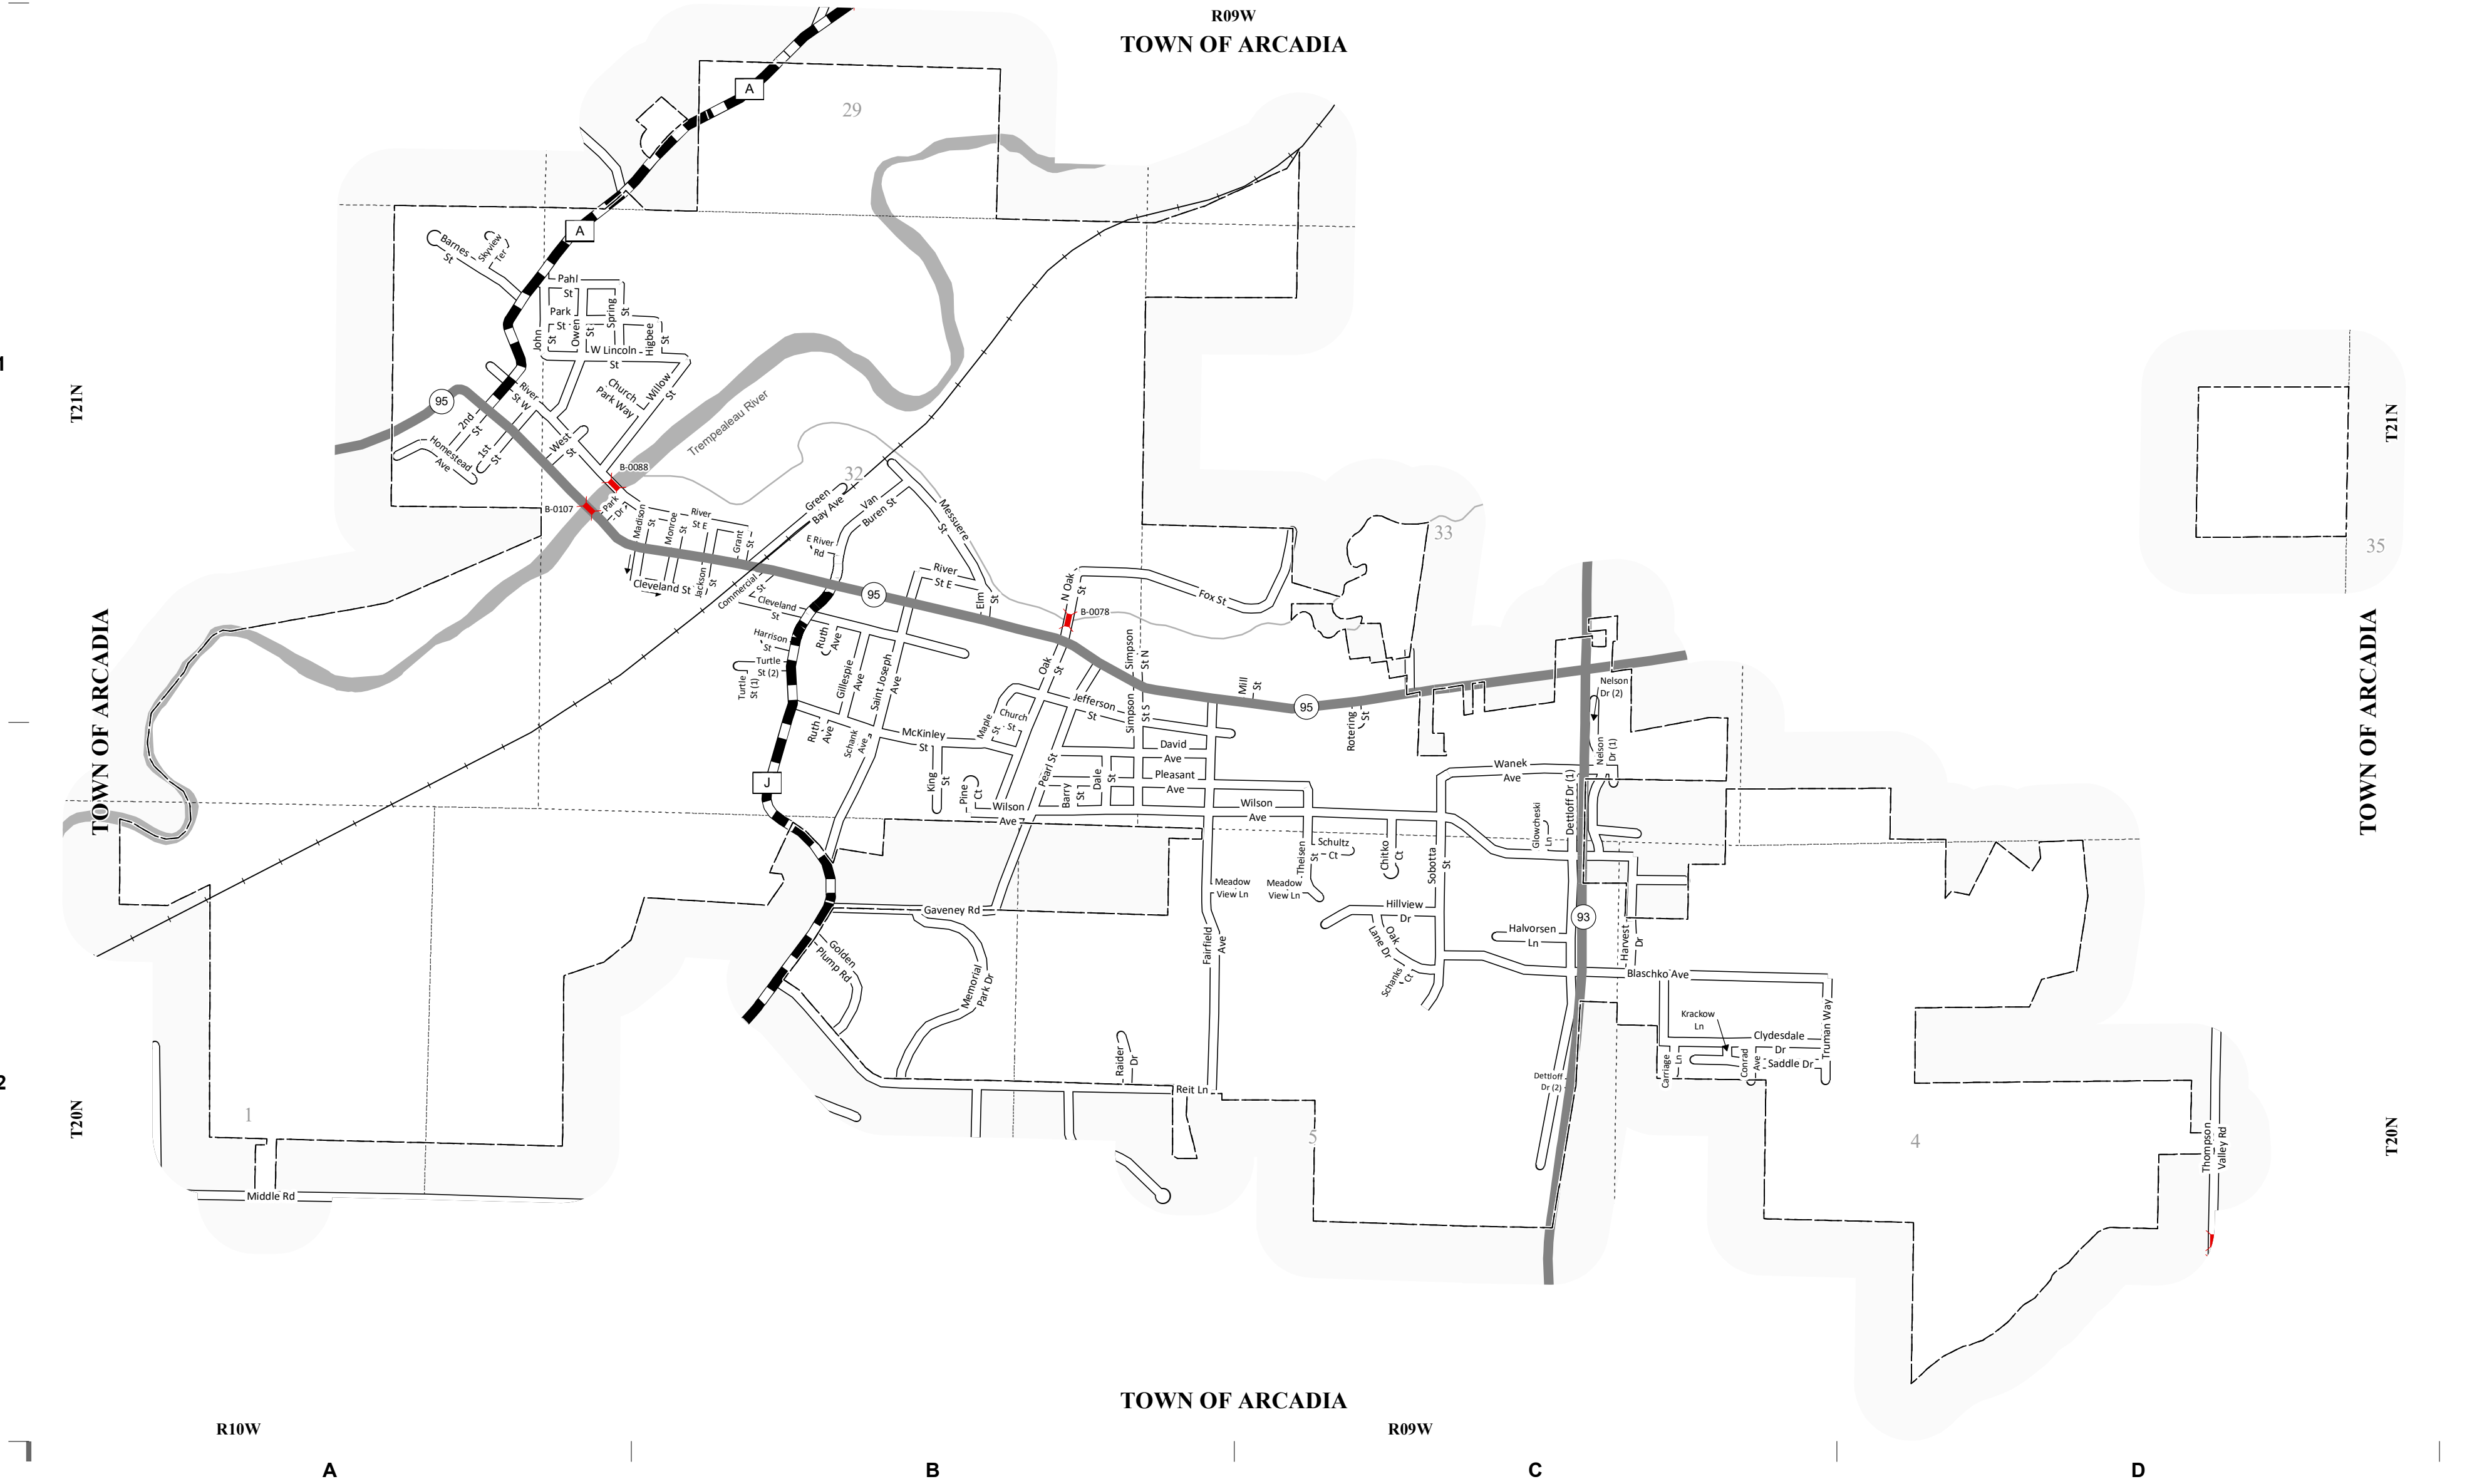 R09W
TOWN OF ARCADIA
A
29
A
Barnes
St
Skyview
Ter
Pahl
St
Park
St
John
St
Owen
St
Spring
St
Higbee
St
W Lincoln
St
1
T21N
95
River
St W
2nd
St
1st
St
Homestead
Ave
West
St
Church
Park Way
Willow
St
Trempealeau River
T21N
B-0088
B-0107
Park
Dr
Madison
St
Monroe
St
River
St E
Grant
St
Jackson
St
Cleveland St
Commercial
St
Green
Bay Ave
32
Van
Buren St
Messuere
St
E River
Rd
33
35
95
River
St E
Elm
St
N Oak
St
B-0078
Fox St
Cleveland
St
Harrison
St
Turtle
St (2)
Turtle
St (1)
Ruth
Ave
Gillespie
Ave
Saint Joseph
Ave
Oak
St
Simpson
St N
Simpson
St S
Jefferson
St
Mill
St
95
Rotering
St
Nelson
Dr (2)
Nelson
Dr (1)
TOWN OF ARCADIA
TOWN OF ARCADIA
Ruth
Ave
Schank
Ave
McKinley
St
Maple
St
Church
St
King
St
Pine
Ct
Pearl St
Barry
St
Dale
St
David
Ave
Pleasant
Ave
Wilson
Ave
Wilson
Ave
Wanek
Ave
Dettloff Dr (1)
Glowcheski
Ln
J
Theisen
St
Schultz
Ct
Chitko
Ct
Sobotta
St
Meadow
View Ln
Meadow
View Ln
Gaveney Rd
Hillview
Dr
Oak
Lane Dr
Schanks
Ct
Halvorsen
Ln
93
Harvest
Dr
Fairfield
Ave
Golden
Plump Rd
Memorial
Park Dr
Blaschko Ave
Krackow
Ln
Clydesdale
Dr
Saddle Dr
Truman Way
Carriage
Ln
Conrad
Ave
Raider
Dr
Reit Ln
Dettloff
Dr (2)
2
T20N
1
5
4
Thompson
Valley Rd
T20N
Middle Rd
TOWN OF ARCADIA
R10W
R09W
A
B
C
D